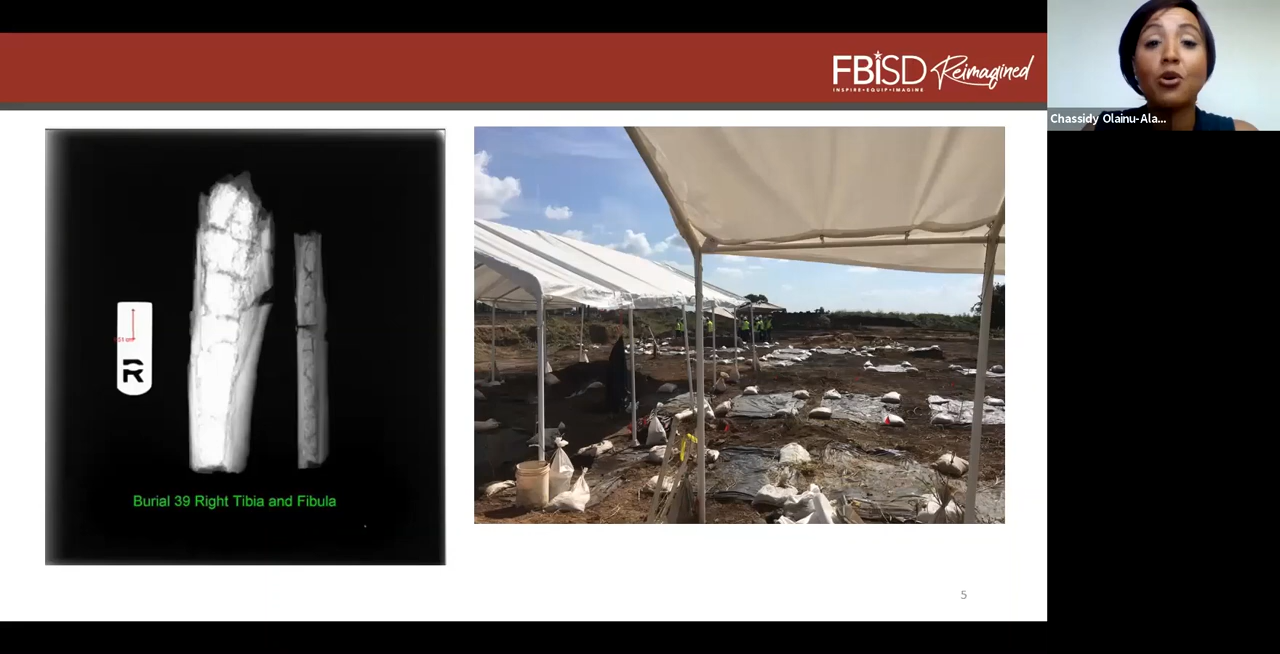 FBISD Reimagined
INSPIRE•EQUIP•IMAGINE
Chassidy Olainu-Ala...
R
Burial 39 Right Tibia and Fibula
5